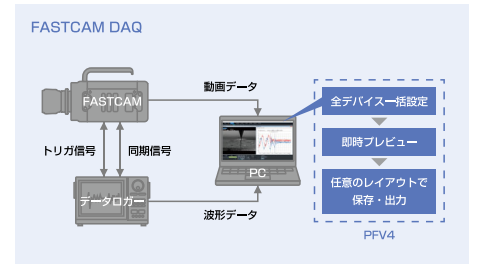 FASTCAM DAQ
動画データ
FASTCAM
トリガ信号
同期信号
PC
データロガー
波形データ
全デバイス一括設定
即時プレビュー
任意のレイアウトで
保存・出力
PFV4